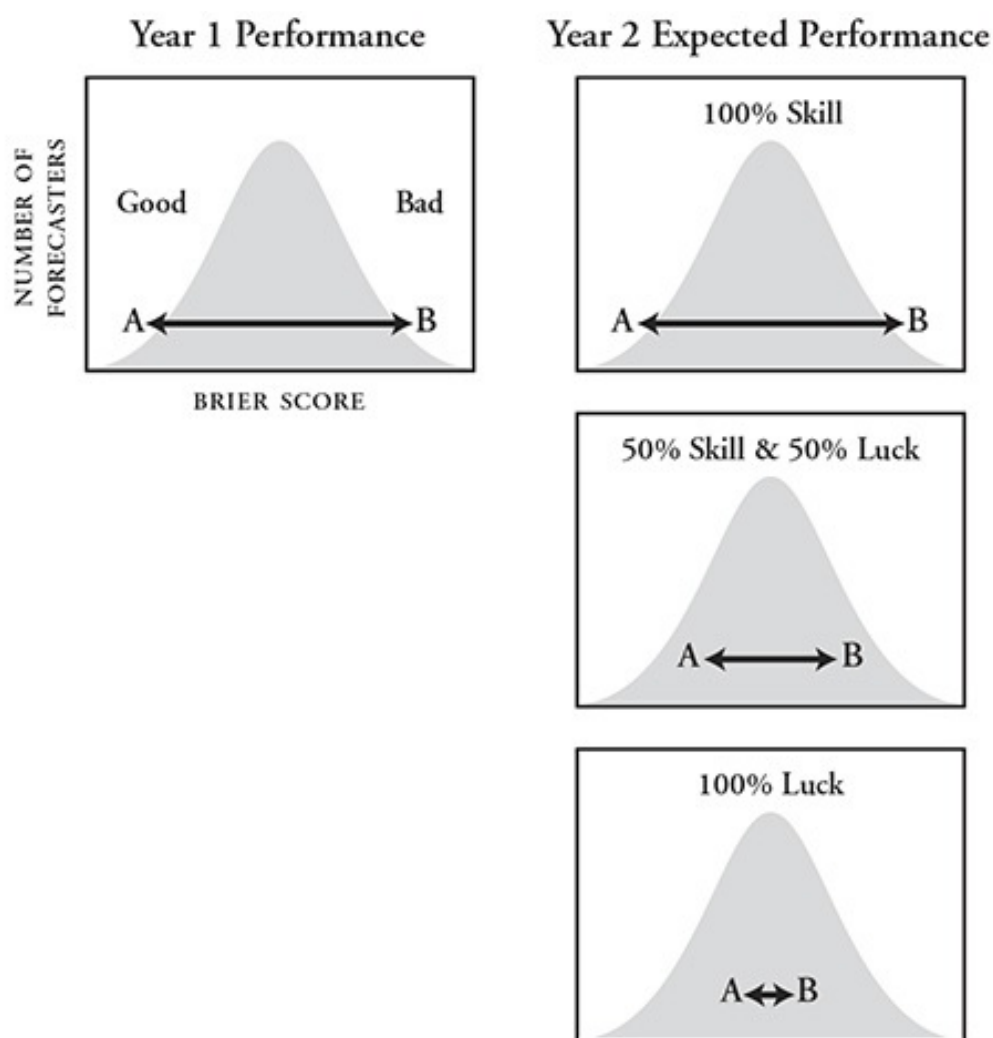 Year 1 Performance
Year 2 Expected Performance
NUMBER OF
FORECASTERS
Good
Bad
A
B
BRIER SCORE
100% Skill
A
B
50% Skill & 50% Luck
A
B
100% Luck
A
B